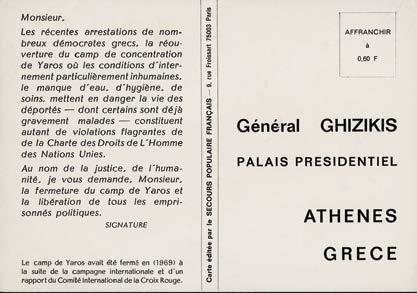 Monsieur,
Les récentes arrestations de nom-
breux démocrates grecs, la réou-
verture du camp de concentration
de Yaros où les conditions d'inter-
nement particulièrement inhumaines,
le manque d'eau, d'hygiène, de
soins, mettent en danger la vie des
déportés — dont certains sont déjà
gravement malades — constituent
autant de violations flagrantes de
de la Charte des Droits de L'Homme
des Nations Unies.
Au nom de la justice, de l'huma-
nité, je vous demande, Monsieur,
la fermeture du camp de Yaros et
la libération de tous les empri-
sonnés politiques.
SIGNATURE
Le camp de Yaros avait été fermé en (1969) à
la suite de la campagne internationale et d'un
rapport du Comité International de la Croix Rouge.
Carte éditée par le SECOURS POPULAIRE FRANÇAIS — 9, rue Froissart 75003 Paris
AFFRANCHIR
à
0,60 F
Général GHIZIKIS
PALAIS PRESIDENTIEL
ATHENES
GRECE